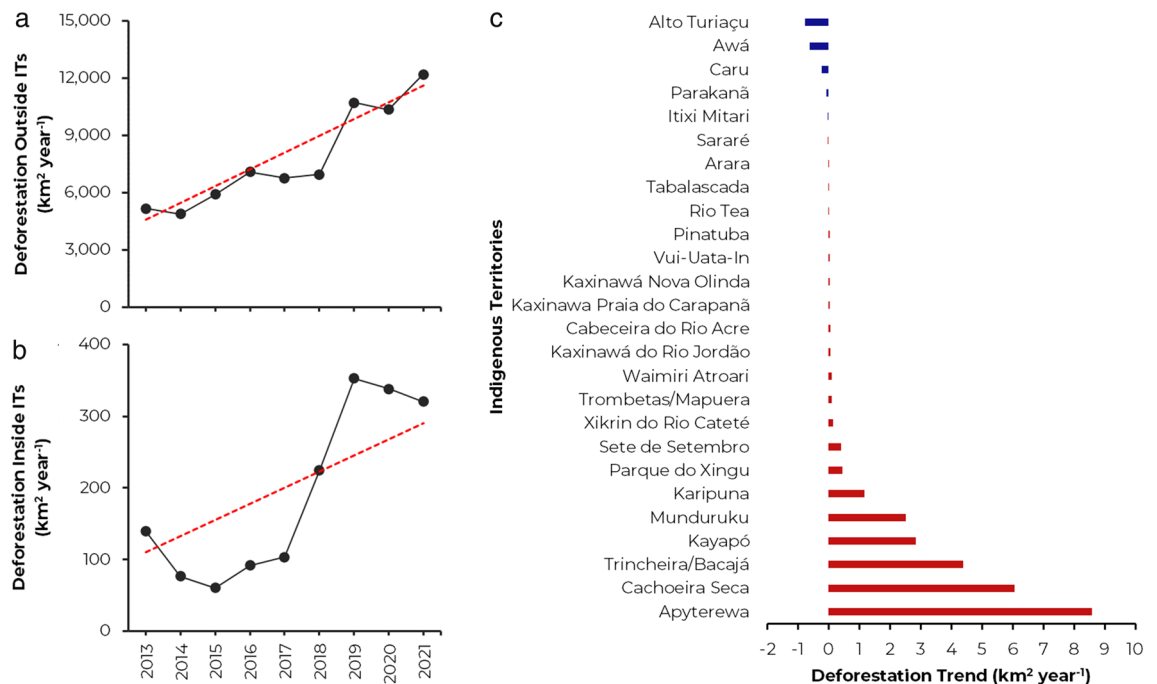 a
Deforestation Outside ITs
(km² year⁻¹)
15,000
12,000
9,000
6,000
3,000
0
b
Deforestation Inside ITs
(km² year⁻¹)
400
300
200
100
0
2013
2014
2015
2016
2017
2018
2019
2020
2021
c
Indigenous Territories
Alto Turiaçu
Awá
Caru
Parakanã
Itixi Mitari
Sararé
Arara
Tabalascada
Rio Tea
Pinatuba
Vui-Uata-In
Kaxinawá Nova Olinda
Kaxinawa Praia do Carapanã
Cabeceira do Rio Acre
Kaxinawá do Rio Jordão
Waimiri Atroari
Trombetas/Mapuera
Xikrin do Rio Cateté
Sete de Setembro
Parque do Xingu
Karipuna
Munduruku
Kayapó
Trincheira/Bacajá
Cachoeira Seca
Apyterewa
-2 -1 0 1 2 3 4 5 6 7 8 9 10
Deforestation Trend (km² year⁻¹)